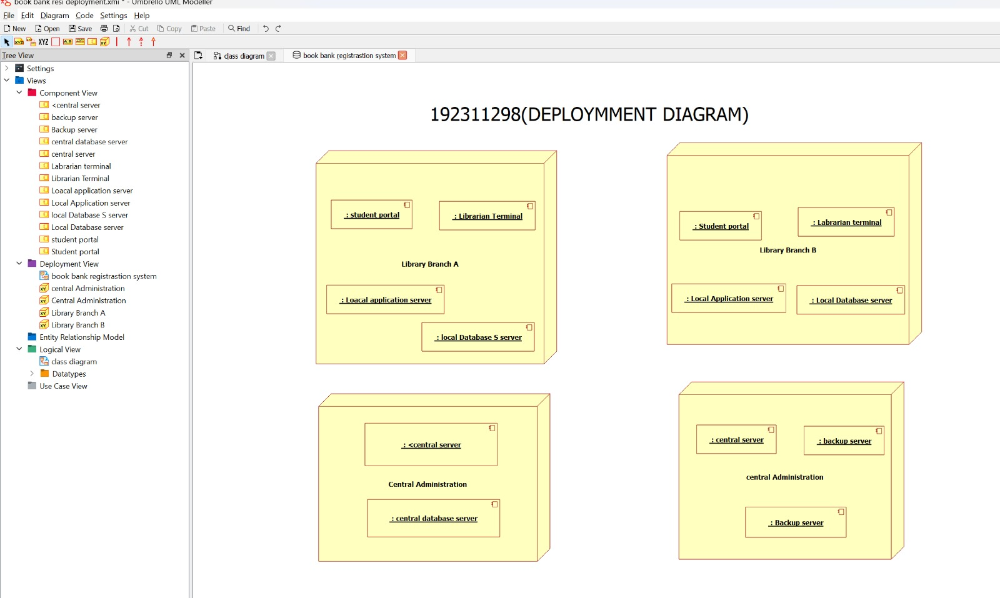 book bank resi deployment.xmi * - Umbrello UML Modeller
File Edit Diagram Code Settings Help
New Open Save Cut Copy Paste Find
XYZ
Tree View
class diagram
book bank registrastion system
Settings
Views
Component View
<central server
backup server
Backup server
central database server
central server
Labrarian terminal
Librarian Terminal
Loacal application server
Local Application server
local Database S server
Local Database server
student portal
Student portal
Deployment View
book bank registrastion system
central Administration
Central Administration
Library Branch A
Library Branch B
Entity Relationship Model
Logical View
class diagram
Datatypes
Use Case View
192311298(DEPLOYMMENT DIAGRAM)
: student portal
: Librarian Terminal
Library Branch A
: Loacal application server
: local Database S server
: Student portal
: Labrarian terminal
Library Branch B
: Local Application server
: Local Database server
: <central server
Central Administration
: central database server
: central server
: backup server
central Administration
: Backup server